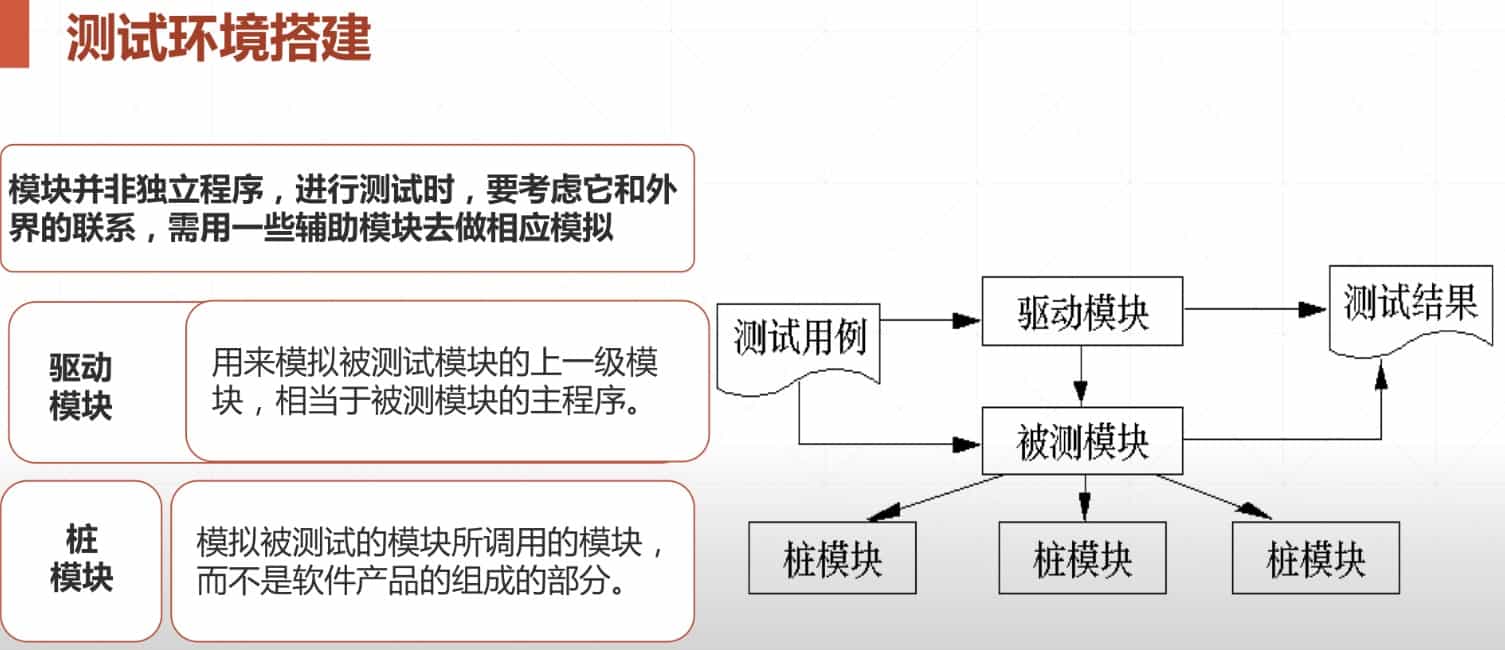 测试环境搭建
模块并非独立程序，进行测试时，要考虑它和外
界的联系，需用一些辅助模块去做相应模拟
驱动
模块
用来模拟被测试模块的上一级模
块，相当于被测模块的主程序。
桩
模块
模拟被测试的模块所调用的模块，
而不是软件产品的组成的部分。
测试用例
驱动模块
测试结果
被测模块
桩模块
桩模块
桩模块